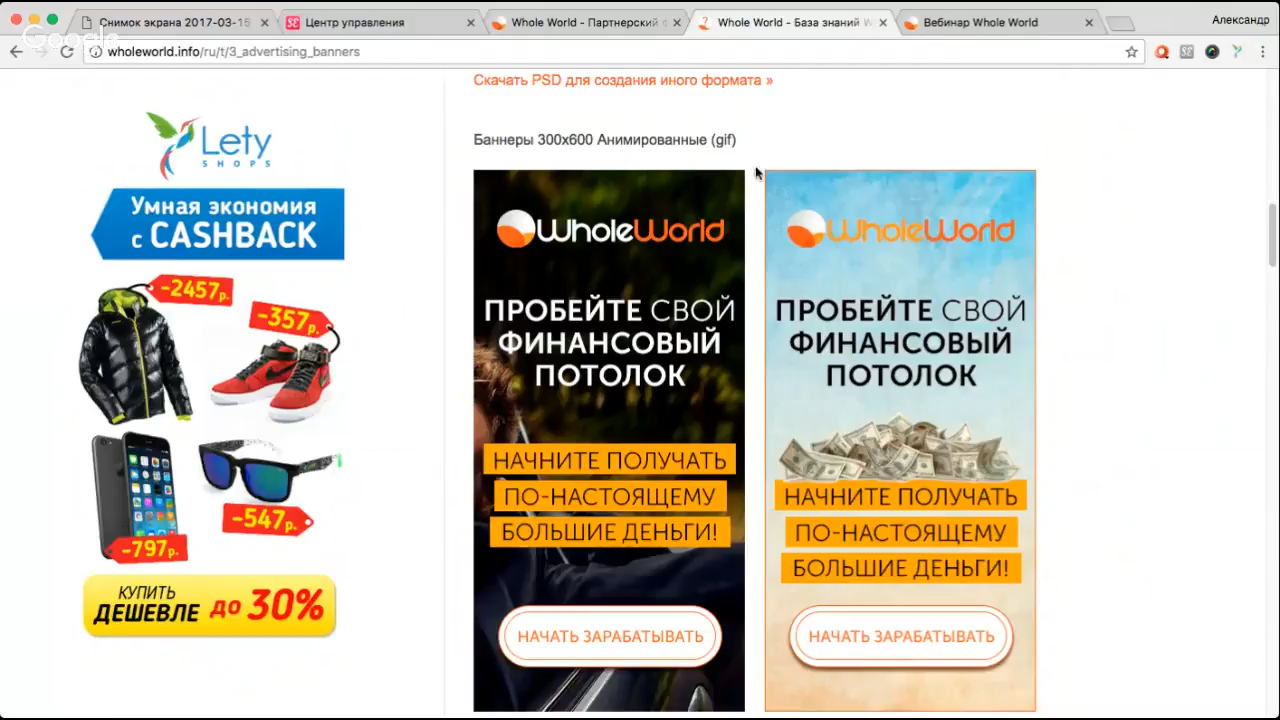 Снимок экрана 2017-03-15
Центр управления
Whole World - Партнерский
Whole World - База знаний
Вебинар Whole World
Александр
Google
wholeworld.info/ru/t/3_advertising_banners
Скачать PSD для создания иного формата »
Баннеры 300x600 Анимированные (gif)
Lety
SHOPS
Умная экономия
с CASHBACK
-2457р.
-357р.
-547р.
-797р.
КУПИТЬ
ДЕШЕВЛЕ до 30%
WholeWorld
ПРОБЕЙТЕ СВОЙ
ФИНАНСОВЫЙ
ПОТОЛОК
НАЧНИТЕ ПОЛУЧАТЬ
ПО-НАСТОЯЩЕМУ
БОЛЬШИЕ ДЕНЬГИ!
НАЧАТЬ ЗАРАБАТЫВАТЬ
WholeWorld
ПРОБЕЙТЕ СВОЙ
ФИНАНСОВЫЙ
ПОТОЛОК
НАЧНИТЕ ПОЛУЧАТЬ
ПО-НАСТОЯЩЕМУ
БОЛЬШИЕ ДЕНЬГИ!
НАЧАТЬ ЗАРАБАТЫВАТЬ